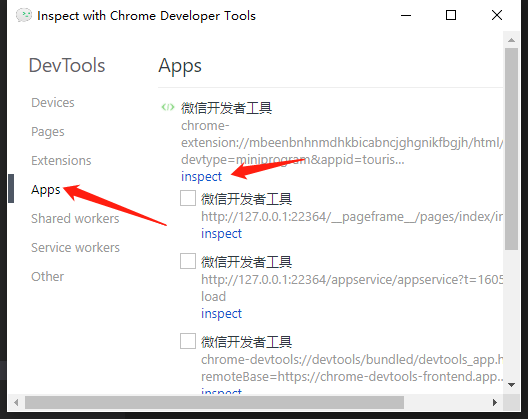 Inspect with Chrome Developer Tools
DevTools
Devices
Pages
Extensions
Apps
Shared workers
Service workers
Other
Apps
微信开发者工具
chrome-
extension://mbeenbnhnmdhkbicabncjghgnikfbgjh/html/
devtype=miniprogram&appid=touris...
inspect
微信开发者工具
http://127.0.0.1:22364/__pageframe__/pages/index/in
inspect
微信开发者工具
http://127.0.0.1:22364/appservice/appservice?t=1605
load
inspect
微信开发者工具
chrome-devtools://devtools/bundled/devtools_app.h
remoteBase=https://chrome-devtools-frontend.app...
inspect